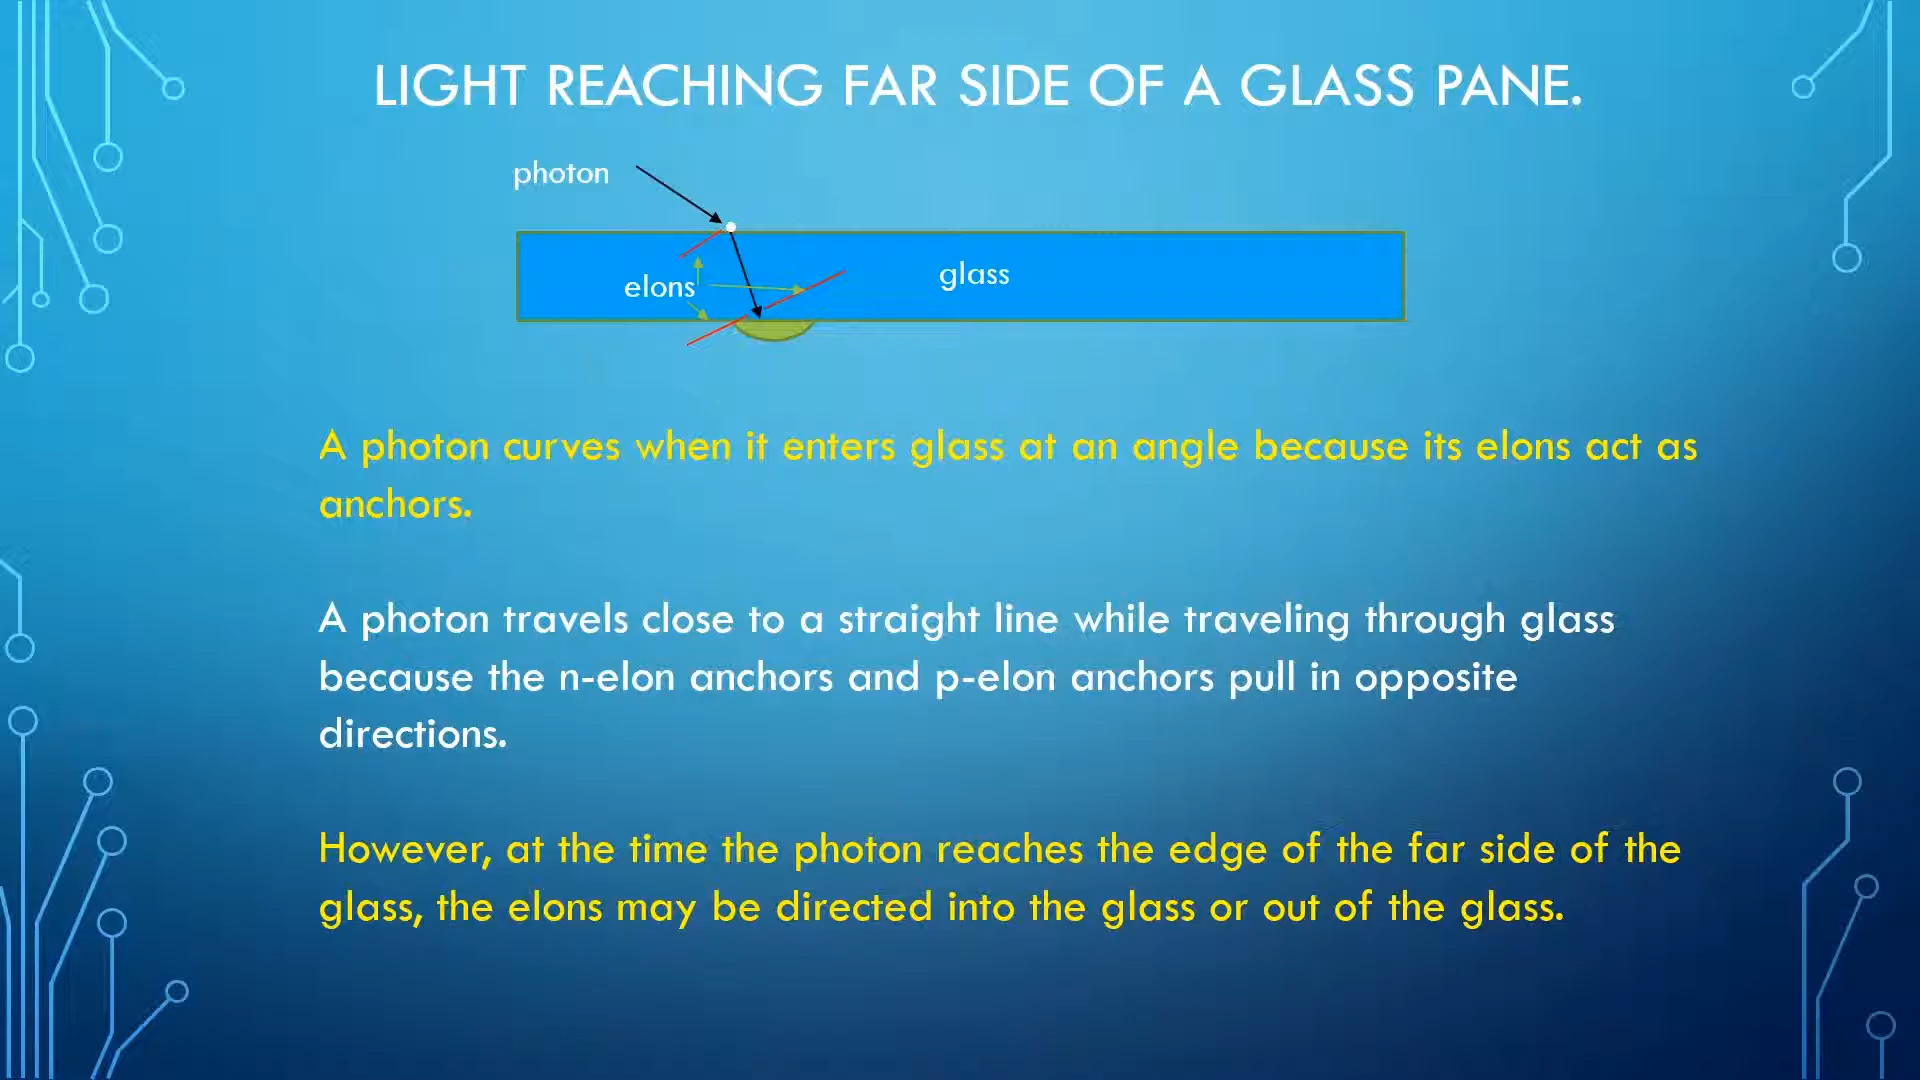 LIGHT REACHING FAR SIDE OF A GLASS PANE.
photon
glass
elons
A photon curves when it enters glass at an angle because its elons act as
anchors.
A photon travels close to a straight line while traveling through glass
because the n-elon anchors and p-elon anchors pull in opposite
directions.
However, at the time the photon reaches the edge of the far side of the
glass, the elons may be directed into the glass or out of the glass.